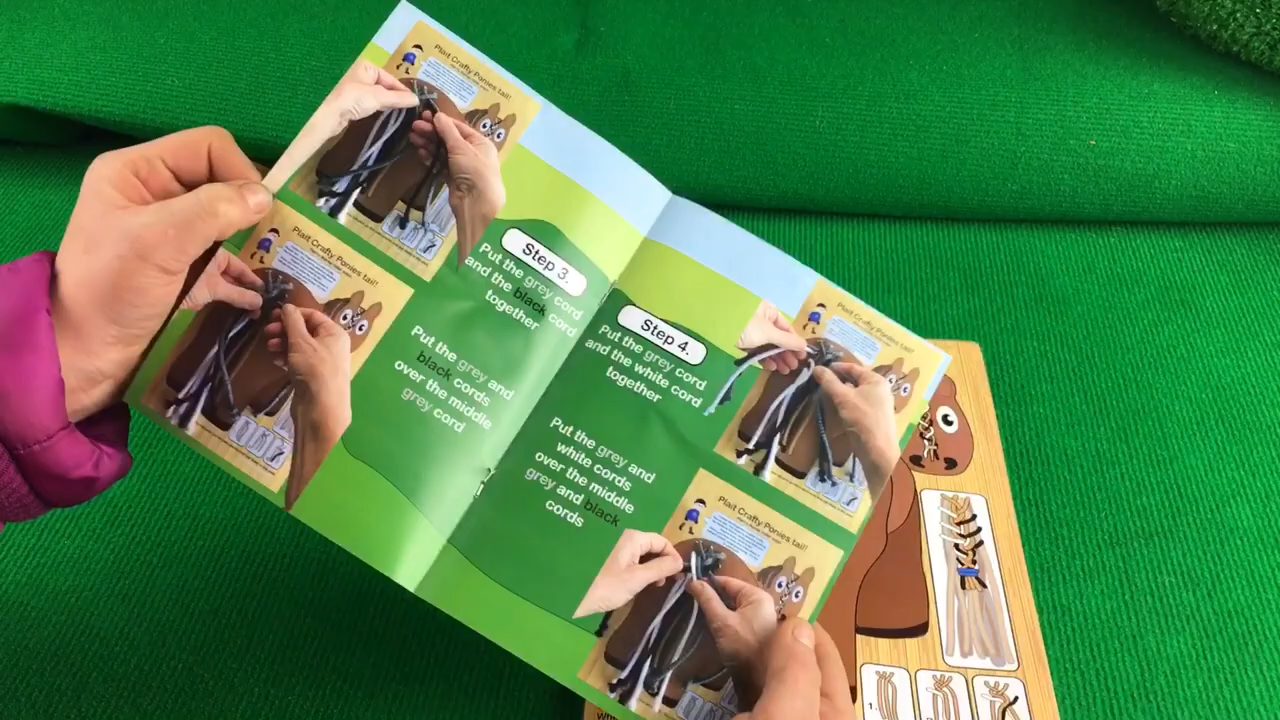 Plait Crafty Ponies tail!
Plait Crafty Ponies tail!
Step 3.
Put the grey cord
and the black cord
together
Put the grey and
black cords
over the middle
grey cord
Step 4.
Put the grey cord
and the white cord
together
Put the grey and
white cords
over the middle
grey and black
cords
Plait Crafty Ponies tail!
Plait Crafty Ponies tail!
1.